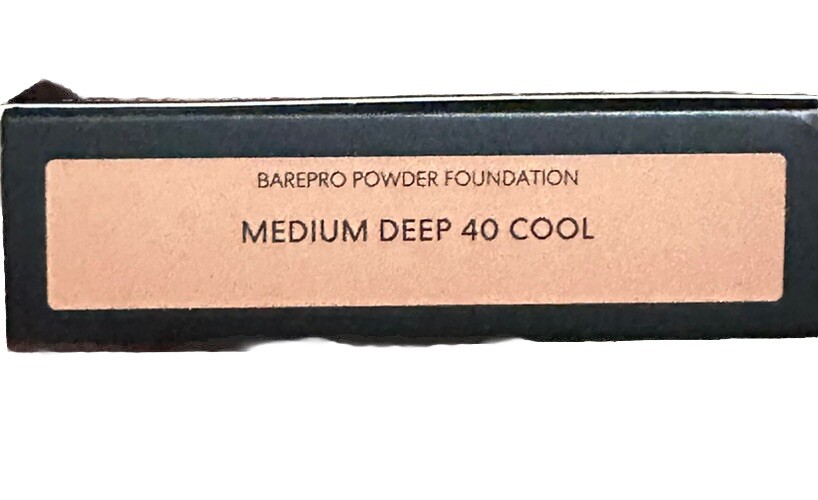 BAREPRO POWDER FOUNDATION
MEDIUM DEEP 40 COOL